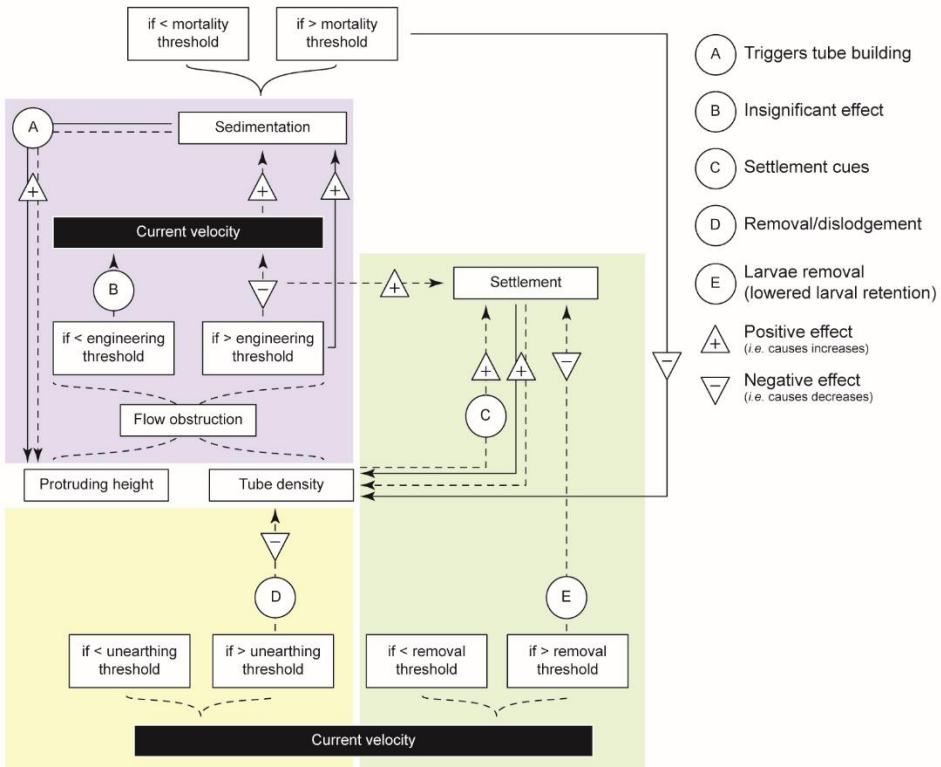 if < mortality
threshold
if > mortality
threshold
A
Sedimentation
+
+
+
Current velocity
B
−
+
if < engineering
threshold
if > engineering
threshold
Flow obstruction
Protruding height
Tube density
Settlement
+
+
−
−
C
−
D
E
if < unearthing
threshold
if > unearthing
threshold
if < removal
threshold
if > removal
threshold
Current velocity
A
Triggers tube building
B
Insignificant effect
C
Settlement cues
D
Removal/dislodgement
E
Larvae removal
(lowered larval retention)
+
Positive effect
(i.e. causes increases)
−
Negative effect
(i.e. causes decreases)